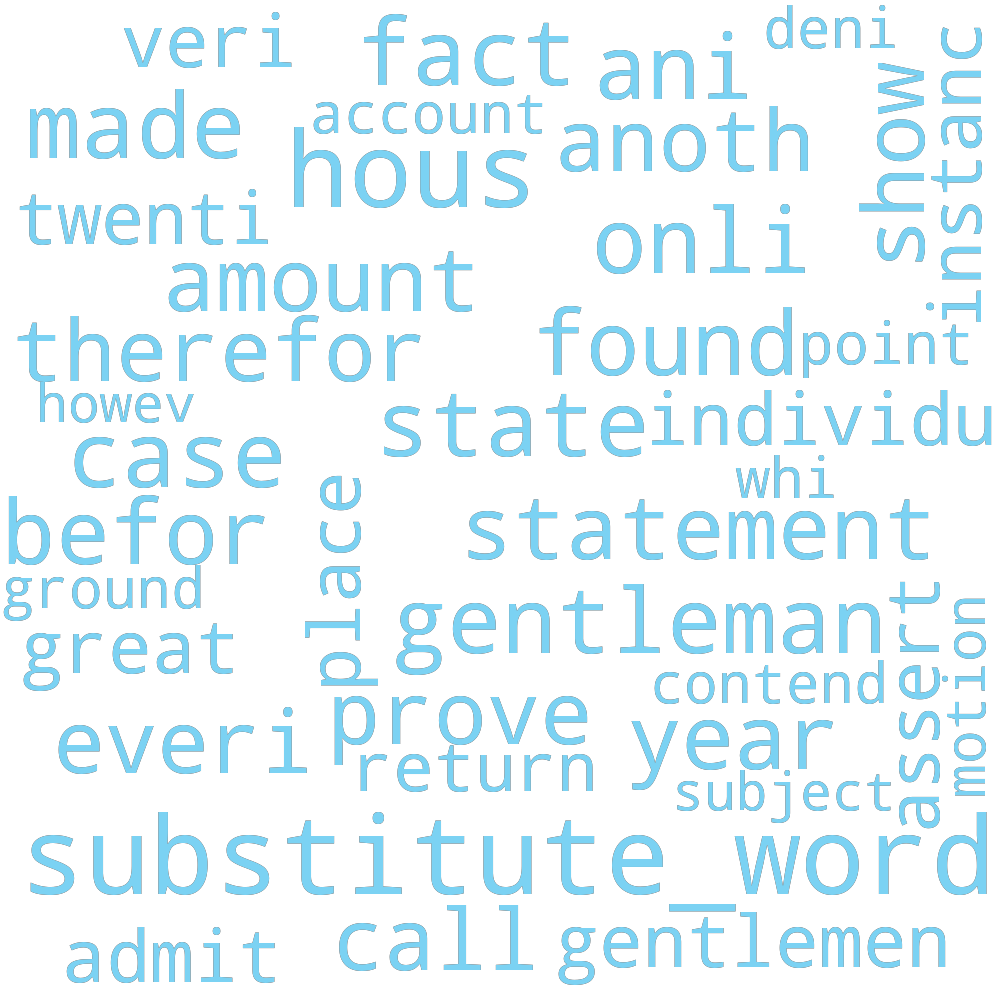 veri
fact
ani
deni
made
account
show
instanc
hous
anoth
twenti
onli
amount
therefor
found
point
howev
state
individu
case
whi
befor
place
statement
ground
gentleman
assert
motion
great
contend
prove
year
everi
return
subject
substitute_word
admit
call
gentlemen